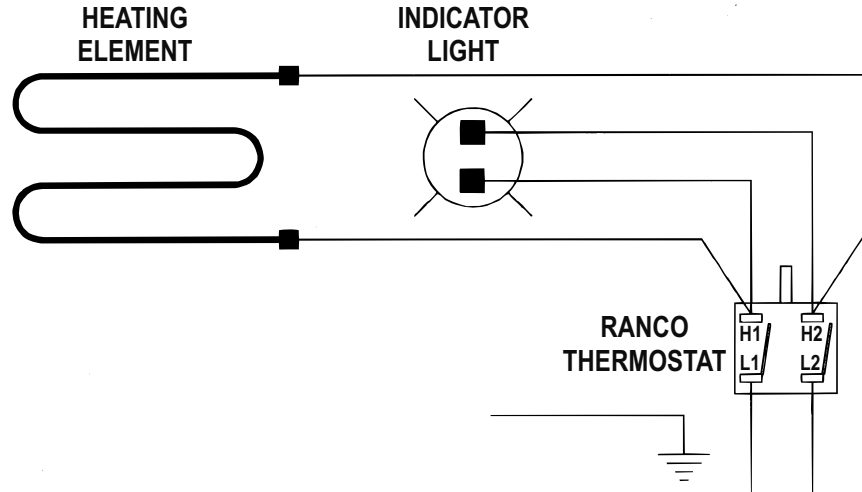 HEATING
ELEMENT
INDICATOR
LIGHT
RANCO
THERMOSTAT
H1
H2
L1
L2